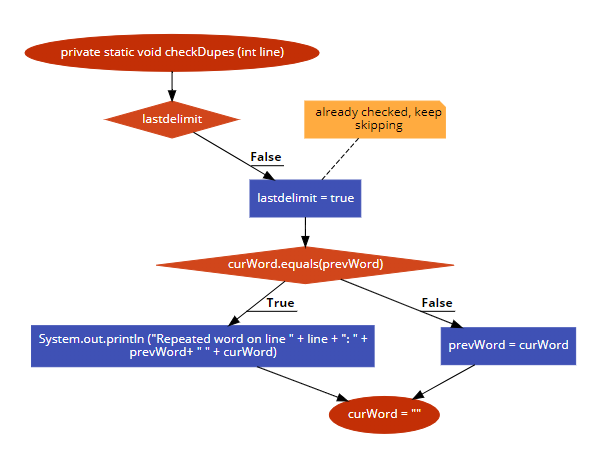 private static void checkDupes (int line)
lastdelimit
already checked, keep
skipping
False
lastdelimit = true
curWord.equals(prevWord)
True
False
System.out.println ("Repeated word on line " + line + ": " +
prevWord+ " " + curWord)
prevWord = curWord
curWord = ""